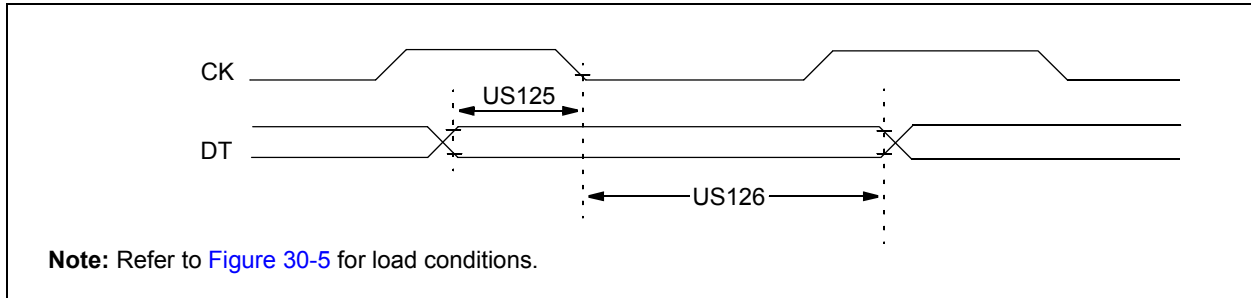 CK
US125
DT
US126
Note: Refer to Figure 30-5 for load conditions.